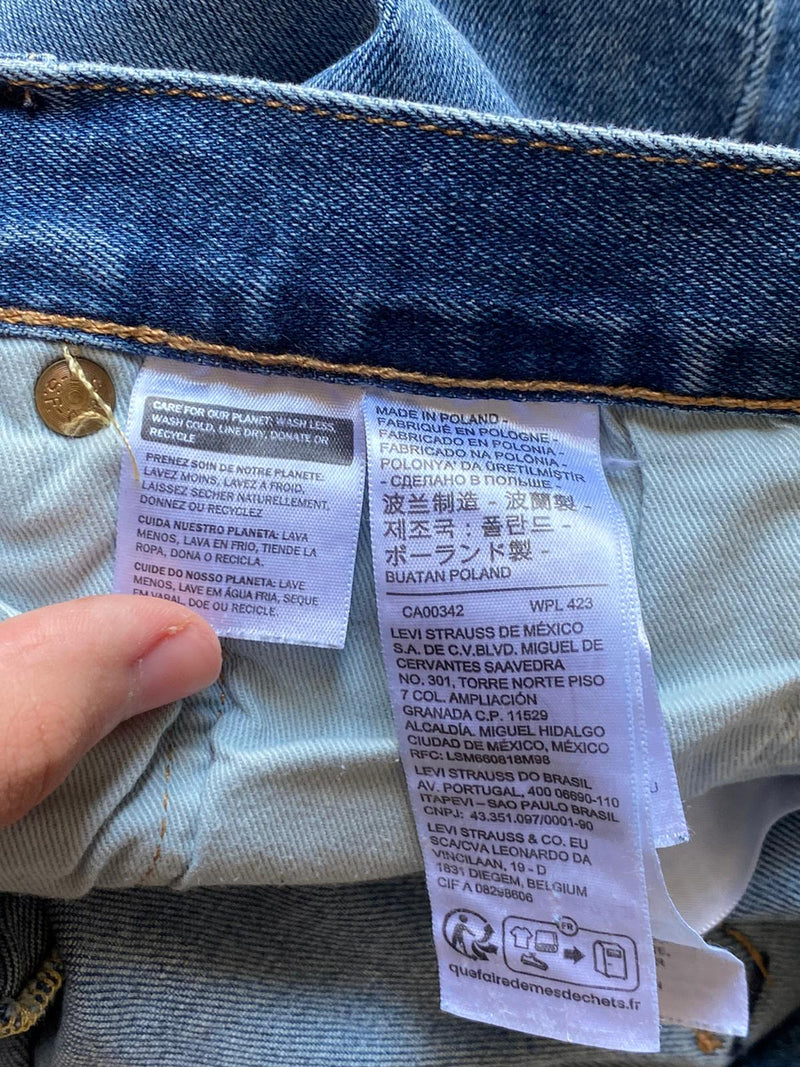 CARE FOR OUR PLANET: WASH LESS,
WASH COLD, LINE DRY, DONATE OR
RECYCLE
PRENEZ SOIN DE NOTRE PLANETE:
LAVEZ MOINS, LAVEZ A FROID,
LAISSEZ SECHER NATURELLEMENT,
DONNEZ OU RECYCLEZ
CUIDA NUESTRO PLANETA: LAVA
MENOS, LAVA EN FRIO, TIENDE LA
ROPA, DONA O RECICLA.
CUIDE DO NOSSO PLANETA: LAVE
MENOS, LAVE EM ÁGUA FRIA, SEQUE
EM VARAL, DOE OU RECICLE.
MADE IN POLAND -
FABRIQUÉ EN POLOGNE -
FABRICADO EN POLONIA -
FABRICADO NA POLÔNIA -
POLONYA' DA ÜRETILMİŞTIR
- СДЕЛАНО В ПОЛЬШЕ -
波兰制造 - 波蘭製 -
제조국 : 폴란드 -
ポーランド製 -
BUATAN POLAND
CA00342 WPL 423
LEVI STRAUSS DE MÉXICO
S.A. DE C.V.BLVD. MIGUEL DE
CERVANTES SAAVEDRA
NO. 301, TORRE NORTE PISO
7 COL. AMPLIACIÓN
GRANADA C.P. 11529
ALCALDÍA. MIGUEL HIDALGO
CIUDAD DE MÉXICO, MÉXICO
RFC: LSM660818M98
LEVI STRAUSS DO BRASIL
AV. PORTUGAL, 400 06690-110
ITAPEVI – SAO PAULO BRASIL
CNPJ: 43.351.097/0001-90
LEVI STRAUSS & CO. EU
SCA/CVA LEONARDO DA
VINCILAAN, 19 - D
1831 DIEGEM, BELGIUM
CIF A 08298606
FR
quefairedemesdechets.fr